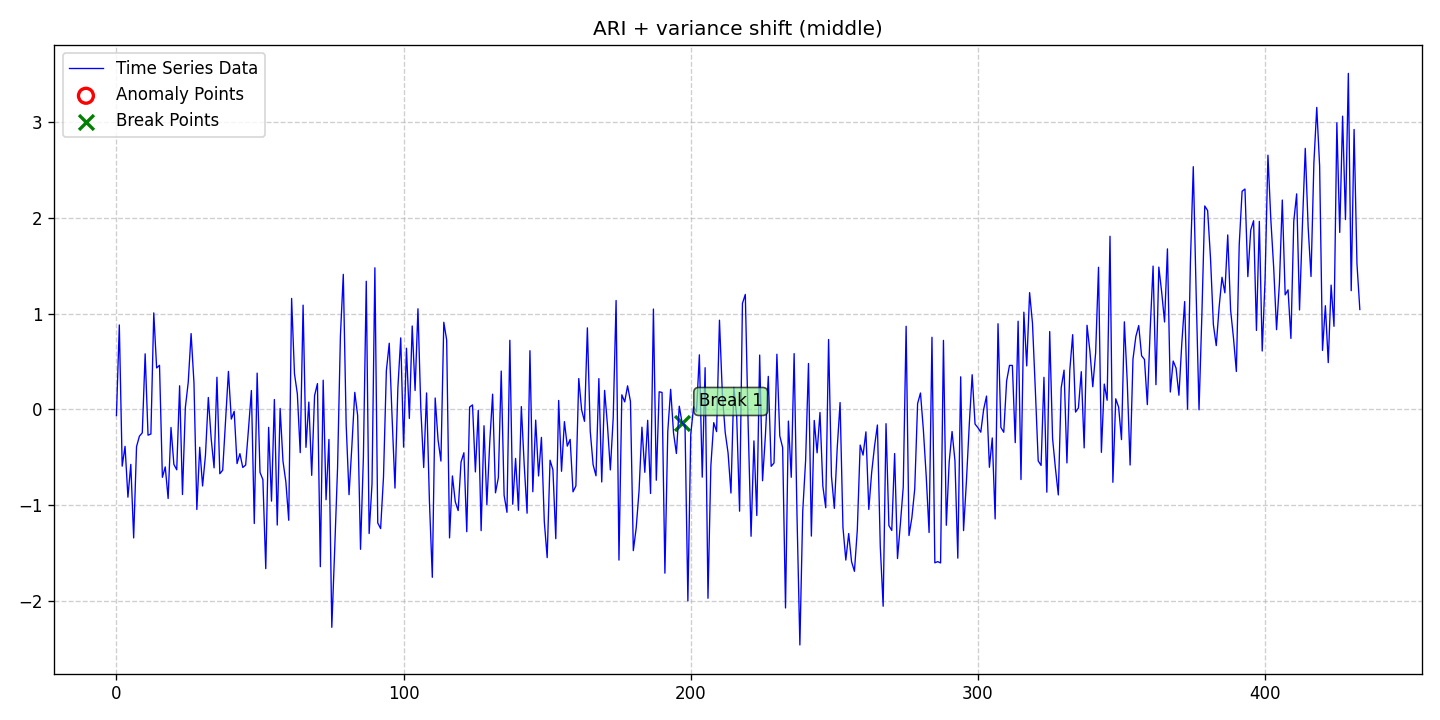 ARI + variance shift (middle)
Time Series Data
Anomaly Points
Break Points
3
2
1
0
−1
−2
Break 1
0
100
200
300
400